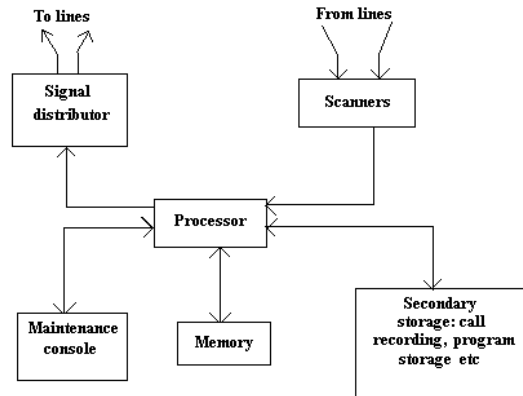 To lines
From lines
Signal
distributor
Scanners
Processor
Maintenance
console
Memory
Secondary
storage: call
recording, program
storage etc